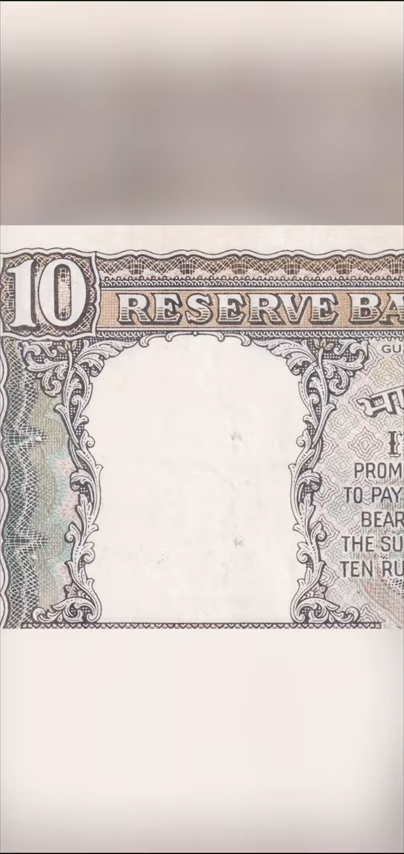 10
RESERVE BA
GU
I
PROM
TO PAY
BEAR
THE SU
TEN RU